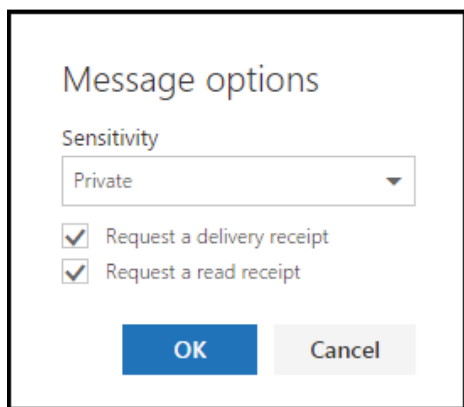 Message options
Sensitivity
Private
Request a delivery receipt
Request a read receipt
OK Cancel